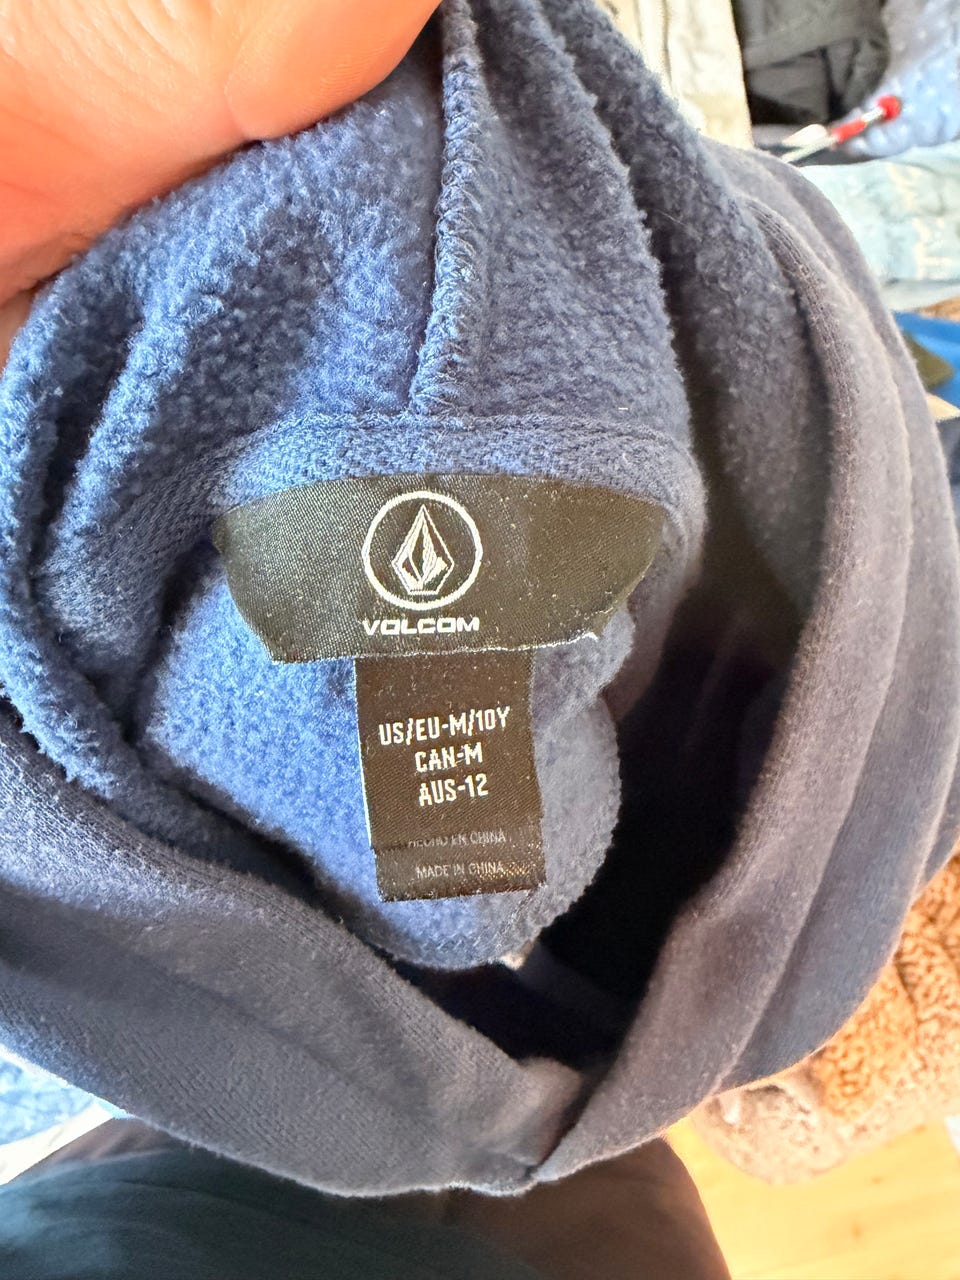 VOLCOM
US/EU-M/10Y
CAN-M
AUS-12
HECHO EN CHINA
MADE IN CHINA